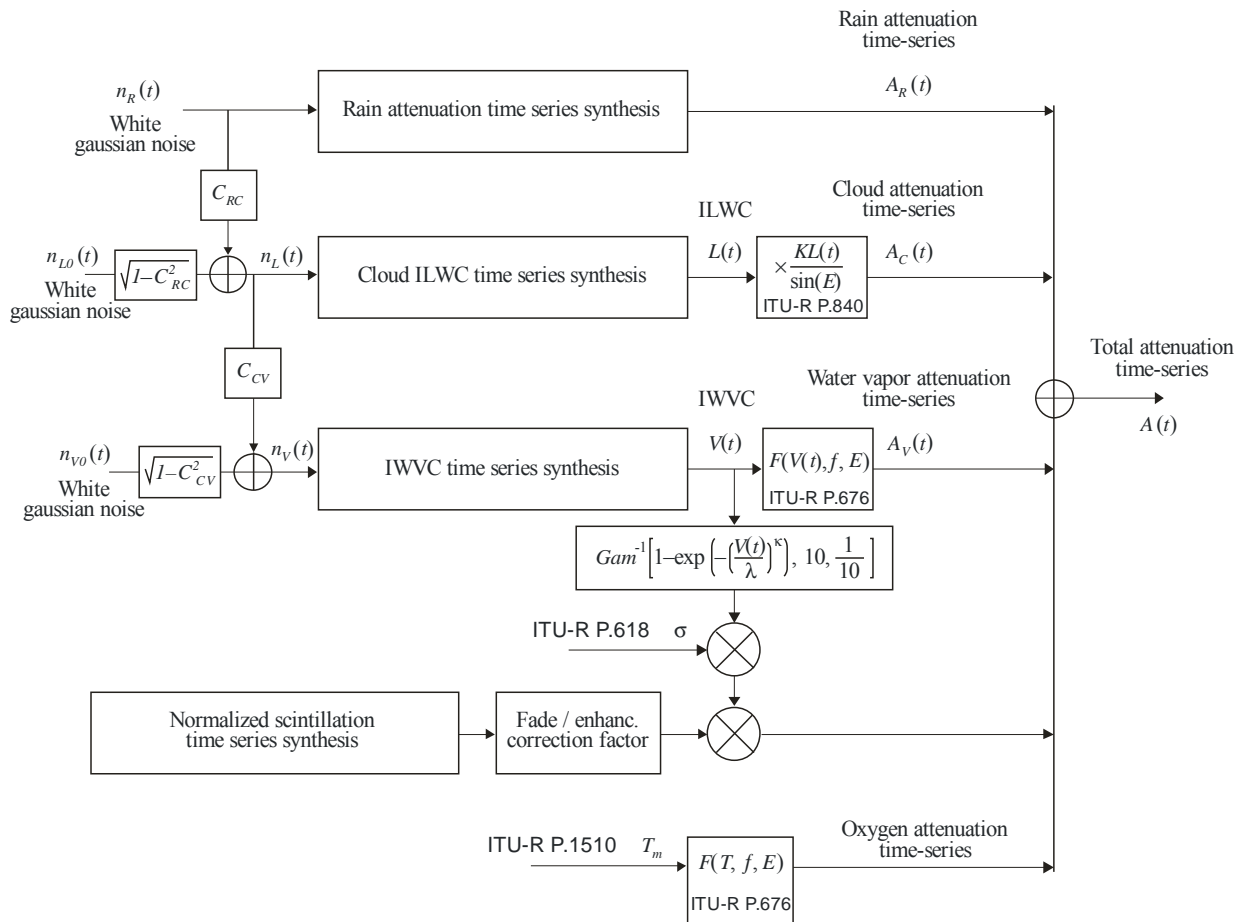 Rain attenuation
time-series
n_R(t)
White
gaussian noise
Rain attenuation time series synthesis
A_R(t)
C_RC
Cloud attenuation
time-series
ILWC
n_L0(t)
White
gaussian noise
√1–C²_RC
n_L(t)
Cloud ILWC time series synthesis
L(t)
×KL(t)/sin(E)
ITU-R P.840
A_C(t)
C_CV
Total attenuation
time-series
A(t)
Water vapor attenuation
time-series
IWVC
n_V0(t)
White
gaussian noise
√1–C²_CV
n_V(t)
IWVC time series synthesis
V(t)
F(V(t), f, E)
ITU-R P.676
A_V(t)
Gam⁻¹[1–exp(–(V(t)/λ)^κ), 10, 1/10]
ITU-R P.618 σ
Normalized scintillation
time series synthesis
Fade / enhanc.
correction factor
ITU-R P.1510 T_m
F(T, f, E)
ITU-R P.676
Oxygen attenuation
time-series